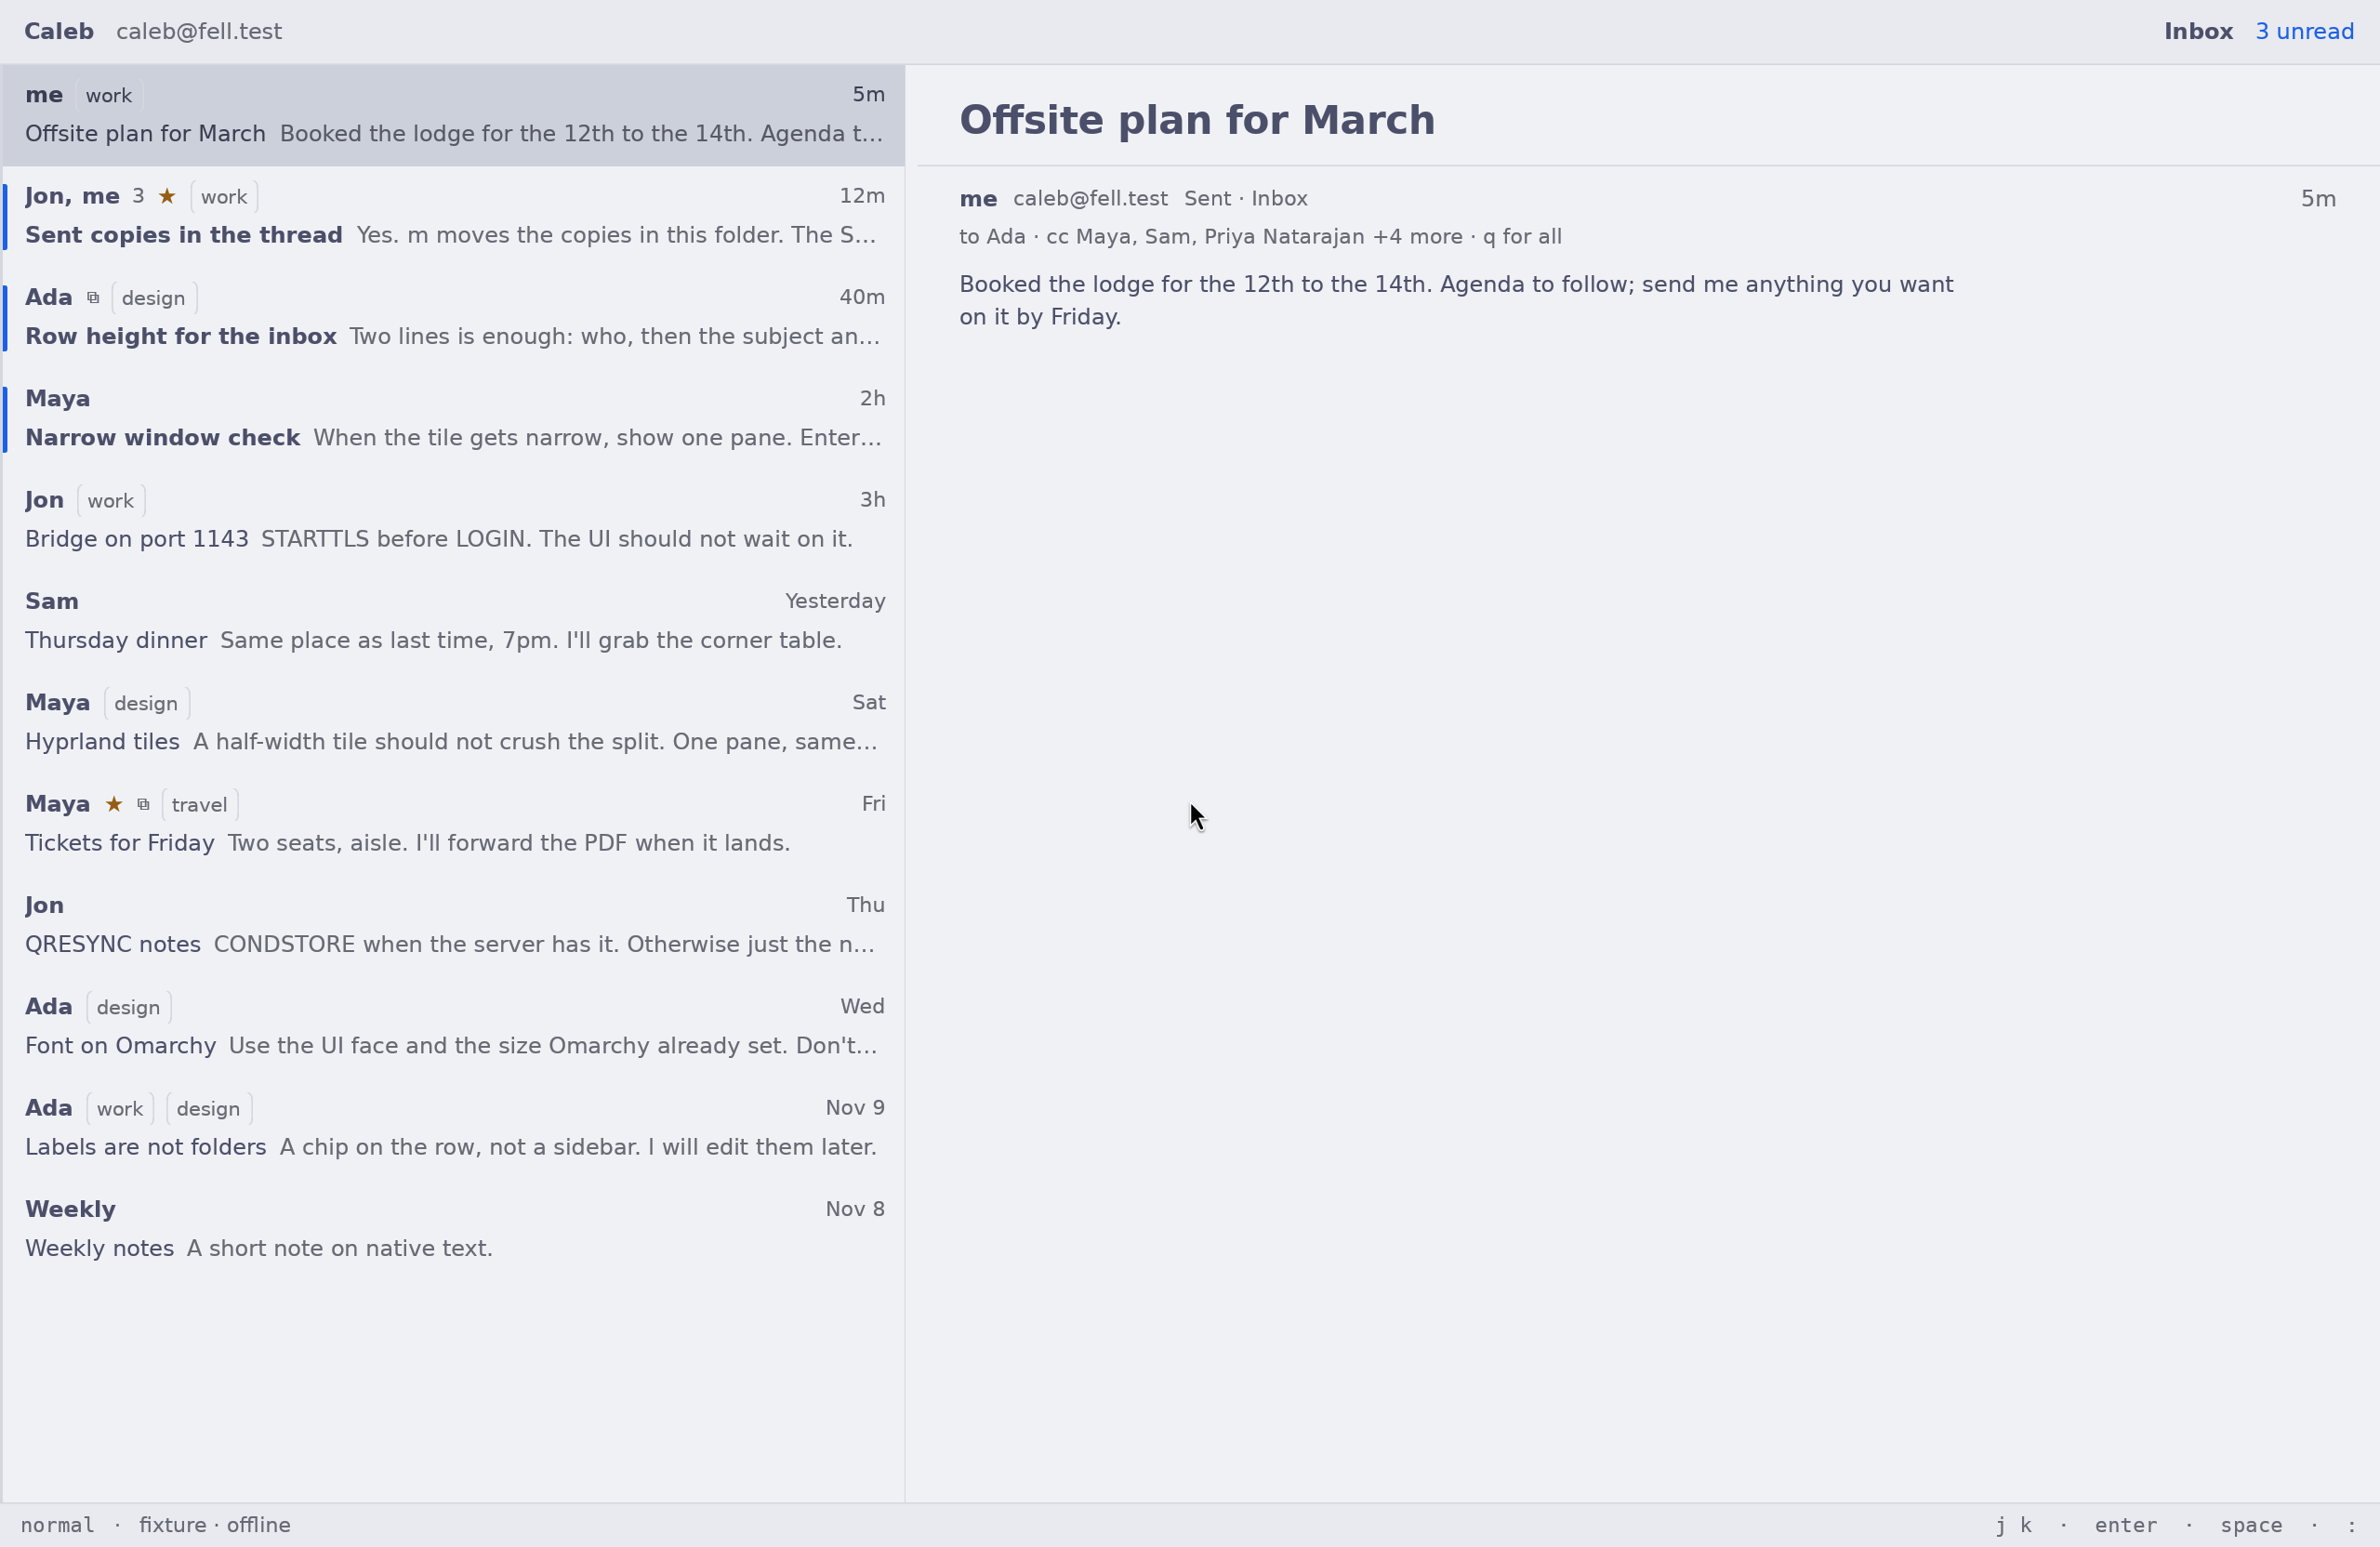 Caleb caleb@fell.test Inbox 3 unread
me work 5m
Offsite plan for March Booked the lodge for the 12th to the 14th. Agenda t…
Jon, me 3 ★ work 12m
Sent copies in the thread Yes. m moves the copies in this folder. The S…
Ada design 40m
Row height for the inbox Two lines is enough: who, then the subject an…
Maya 2h
Narrow window check When the tile gets narrow, show one pane. Enter…
Jon work 3h
Bridge on port 1143 STARTTLS before LOGIN. The UI should not wait on it.
Sam Yesterday
Thursday dinner Same place as last time, 7pm. I'll grab the corner table.
Maya design Sat
Hyprland tiles A half-width tile should not crush the split. One pane, same…
Maya ★ travel Fri
Tickets for Friday Two seats, aisle. I'll forward the PDF when it lands.
Jon Thu
QRESYNC notes CONDSTORE when the server has it. Otherwise just the n…
Ada design Wed
Font on Omarchy Use the UI face and the size Omarchy already set. Don't…
Ada work design Nov 9
Labels are not folders A chip on the row, not a sidebar. I will edit them later.
Weekly Nov 8
Weekly notes A short note on native text.
Offsite plan for March
me caleb@fell.test Sent · Inbox 5m
to Ada · cc Maya, Sam, Priya Natarajan +4 more · q for all
Booked the lodge for the 12th to the 14th. Agenda to follow; send me anything you want
on it by Friday.
normal · fixture · offline j k · enter · space · :